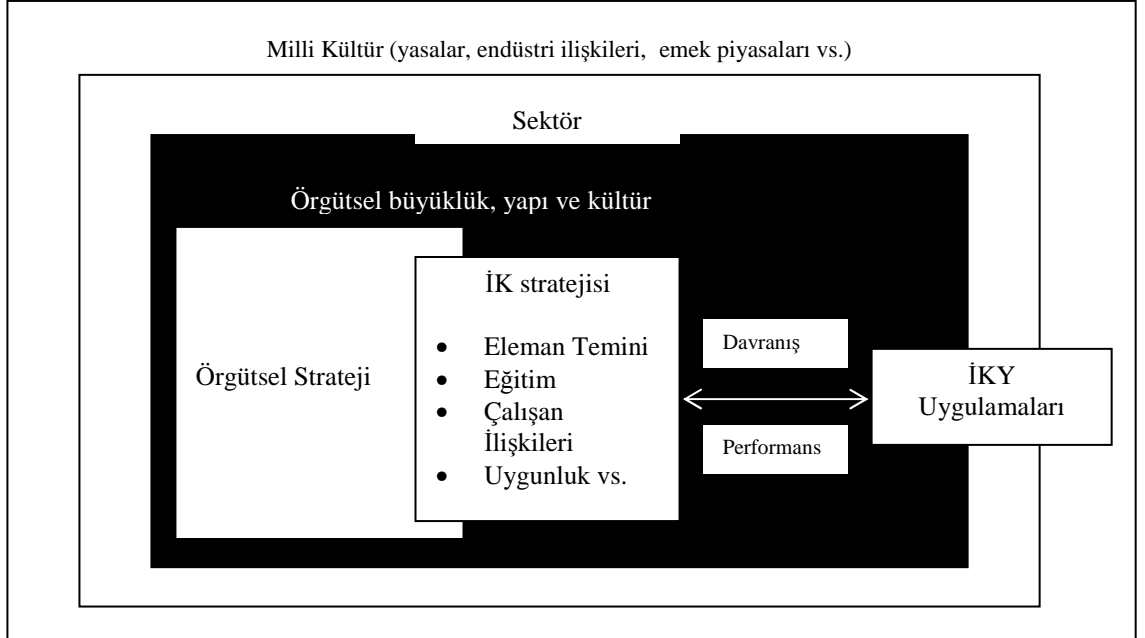 Milli Kültür (yasalar, endüstri ilişkileri, emek piyasaları vs.)
Sektör
Örgütsel büyüklük, yapı ve kültür
Örgütsel Strateji
İK stratejisi
• Eleman Temini
• Eğitim
• Çalışan
İlişkileri
• Uygunluk vs.
Davranış
Performans
İKY
Uygulamaları